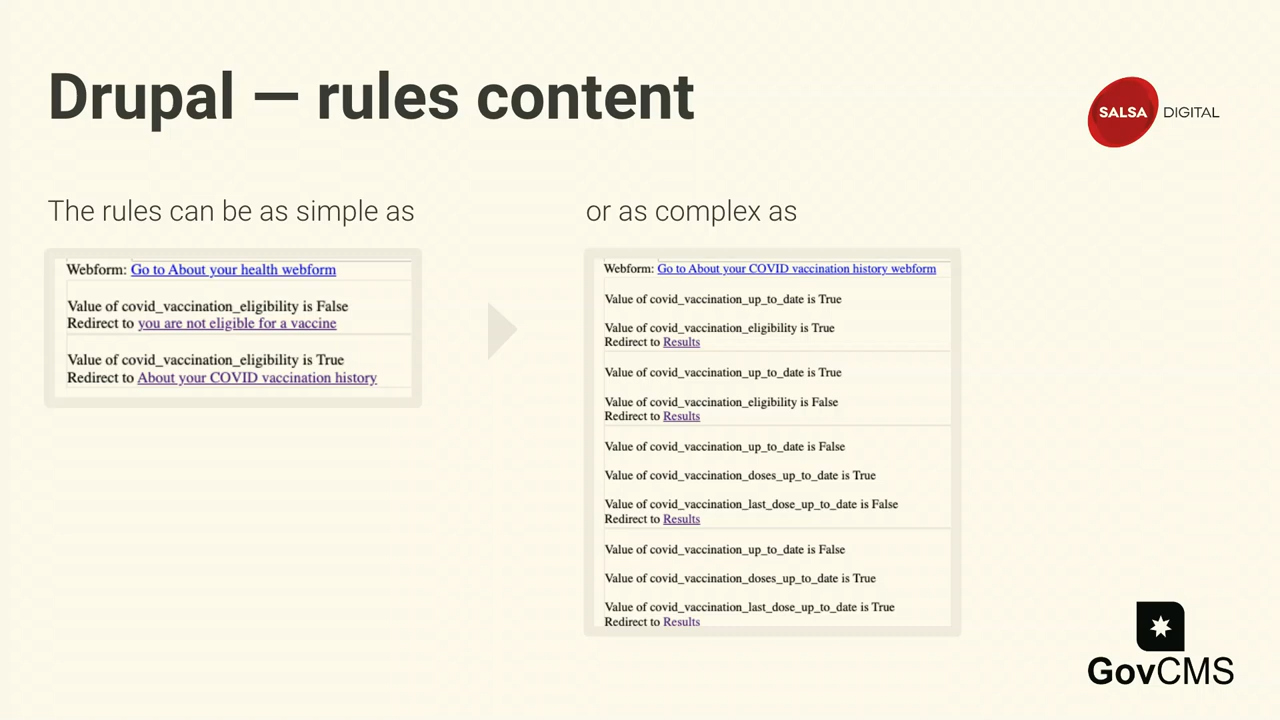 Drupal — rules content
SALSA DIGITAL
The rules can be as simple as
Webform: Go to About your health webform
Value of covid_vaccination_eligibility is False
Redirect to you are not eligible for a vaccine
Value of covid_vaccination_eligibility is True
Redirect to About your COVID vaccination history
or as complex as
Webform: Go to About your COVID vaccination history webform
Value of covid_vaccination_up_to_date is True
Value of covid_vaccination_eligibility is True
Redirect to Results
Value of covid_vaccination_up_to_date is True
Value of covid_vaccination_eligibility is False
Redirect to Results
Value of covid_vaccination_up_to_date is False
Value of covid_vaccination_doses_up_to_date is True
Value of covid_vaccination_last_dose_up_to_date is False
Redirect to Results
Value of covid_vaccination_up_to_date is False
Value of covid_vaccination_doses_up_to_date is True
Value of covid_vaccination_last_dose_up_to_date is True
Redirect to Results
GovCMS